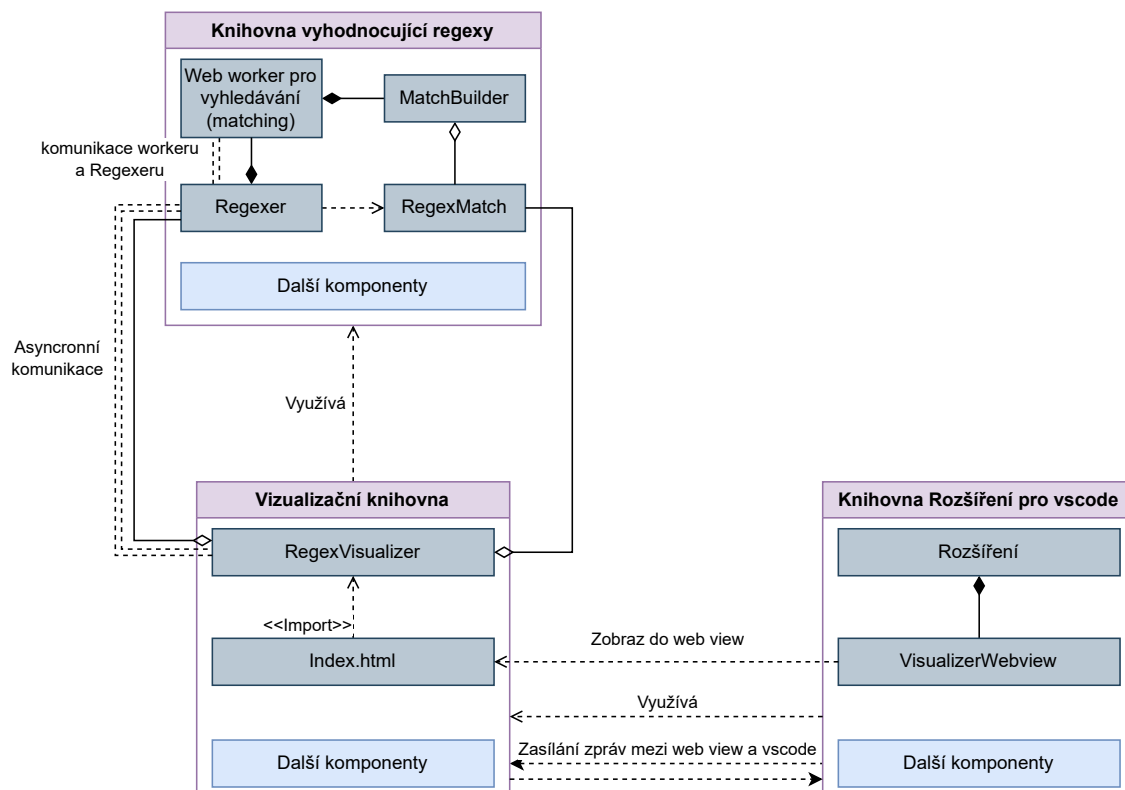 Knihovna vyhodnocující regexy
Web worker pro
vyhledávání
(matching)
MatchBuilder
komunikace workeru
a Regexeru
Regexer
RegexMatch
Další komponenty
Asyncronní
komunikace
Využívá
Vizualizační knihovna
Knihovna Rozšíření pro vscode
RegexVisualizer
Rozšíření
<<Import>>
Zobraz do web view
Index.html
VisualizerWebview
Využívá
Zasílání zpráv mezi web view a vscode
Další komponenty
Další komponenty